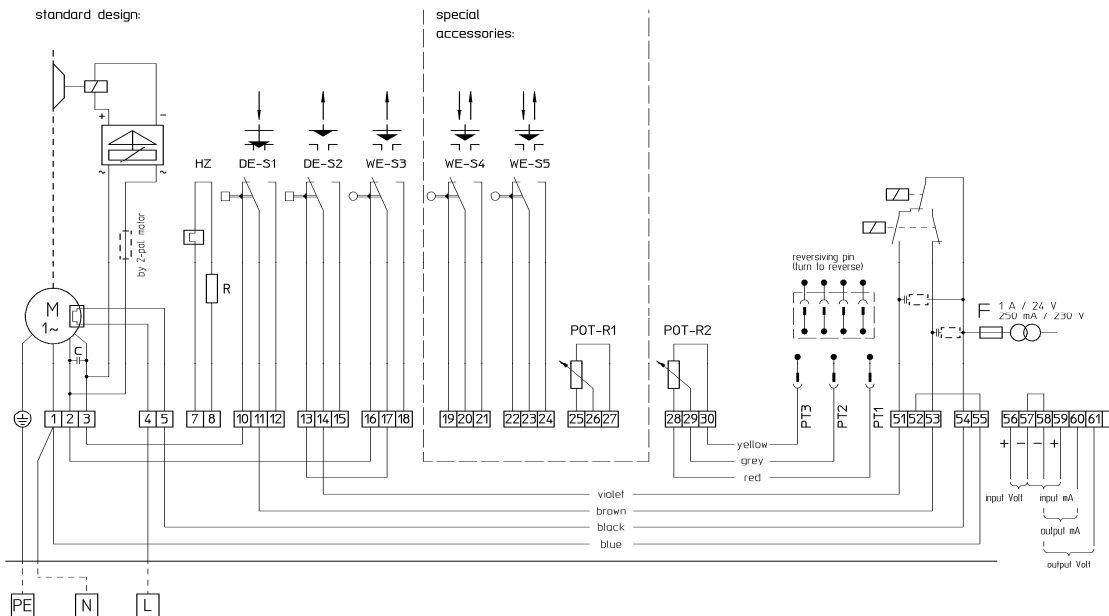 standard design:
special
accessories:
+ −
~ ~
by 2-pol. motor
HZ DE-S1 DE-S2 WE-S3 WE-S4 WE-S5
R
M
1~
C
reversiving pin
(turn to reverse)
F 1 A / 24 V
250 mA / 230 V
POT-R1 POT-R2
PT3 PT2 PT1
1 2 3 4 5 7 8 10 11 12 13 14 15 16 17 18 19 20 21 22 23 24 25 26 27 28 29 30 51 52 53 54 55 56 57 58 59 60 61
+ − − +
yellow
grey
red
violet
brown
black
blue
input Volt input mA
output mA
output Volt
PE N L